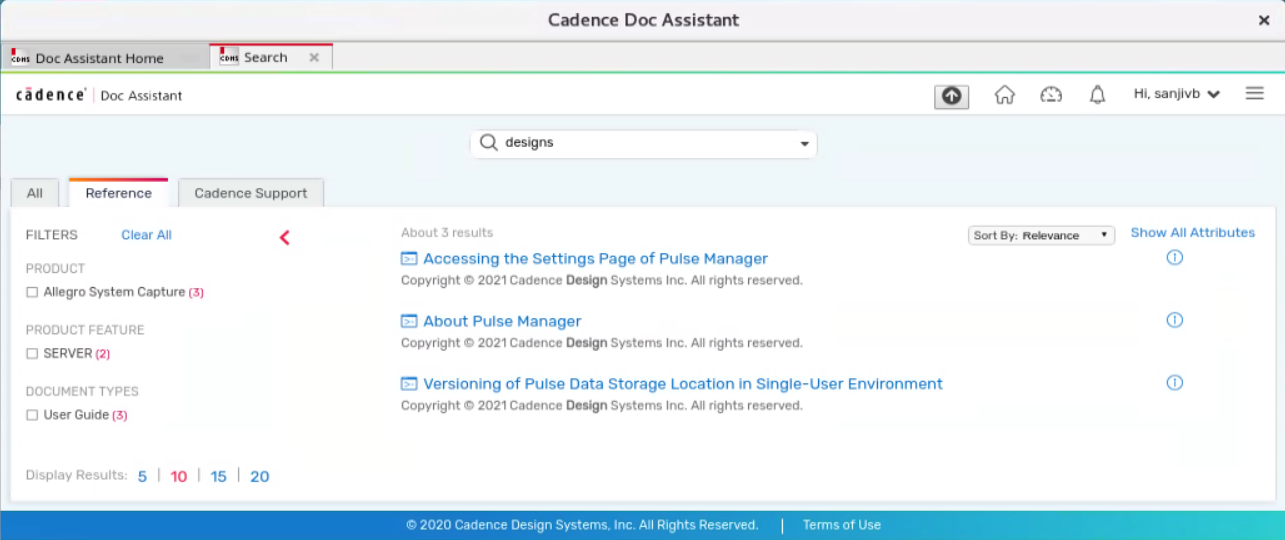 Cadence Doc Assistant
CDNS Doc Assistant Home
CDNS Search
cādence | Doc Assistant
Hi, sanjivb
designs
All Reference Cadence Support
FILTERS Clear All
PRODUCT
Allegro System Capture (3)
PRODUCT FEATURE
SERVER (2)
DOCUMENT TYPES
User Guide (3)
Display Results: 5 | 10 | 15 | 20
About 3 results
Sort By: Relevance
Show All Attributes
Accessing the Settings Page of Pulse Manager
Copyright © 2021 Cadence Design Systems Inc. All rights reserved.
About Pulse Manager
Copyright © 2021 Cadence Design Systems Inc. All rights reserved.
Versioning of Pulse Data Storage Location in Single-User Environment
Copyright © 2021 Cadence Design Systems Inc. All rights reserved.
© 2020 Cadence Design Systems, Inc. All Rights Reserved. | Terms of Use